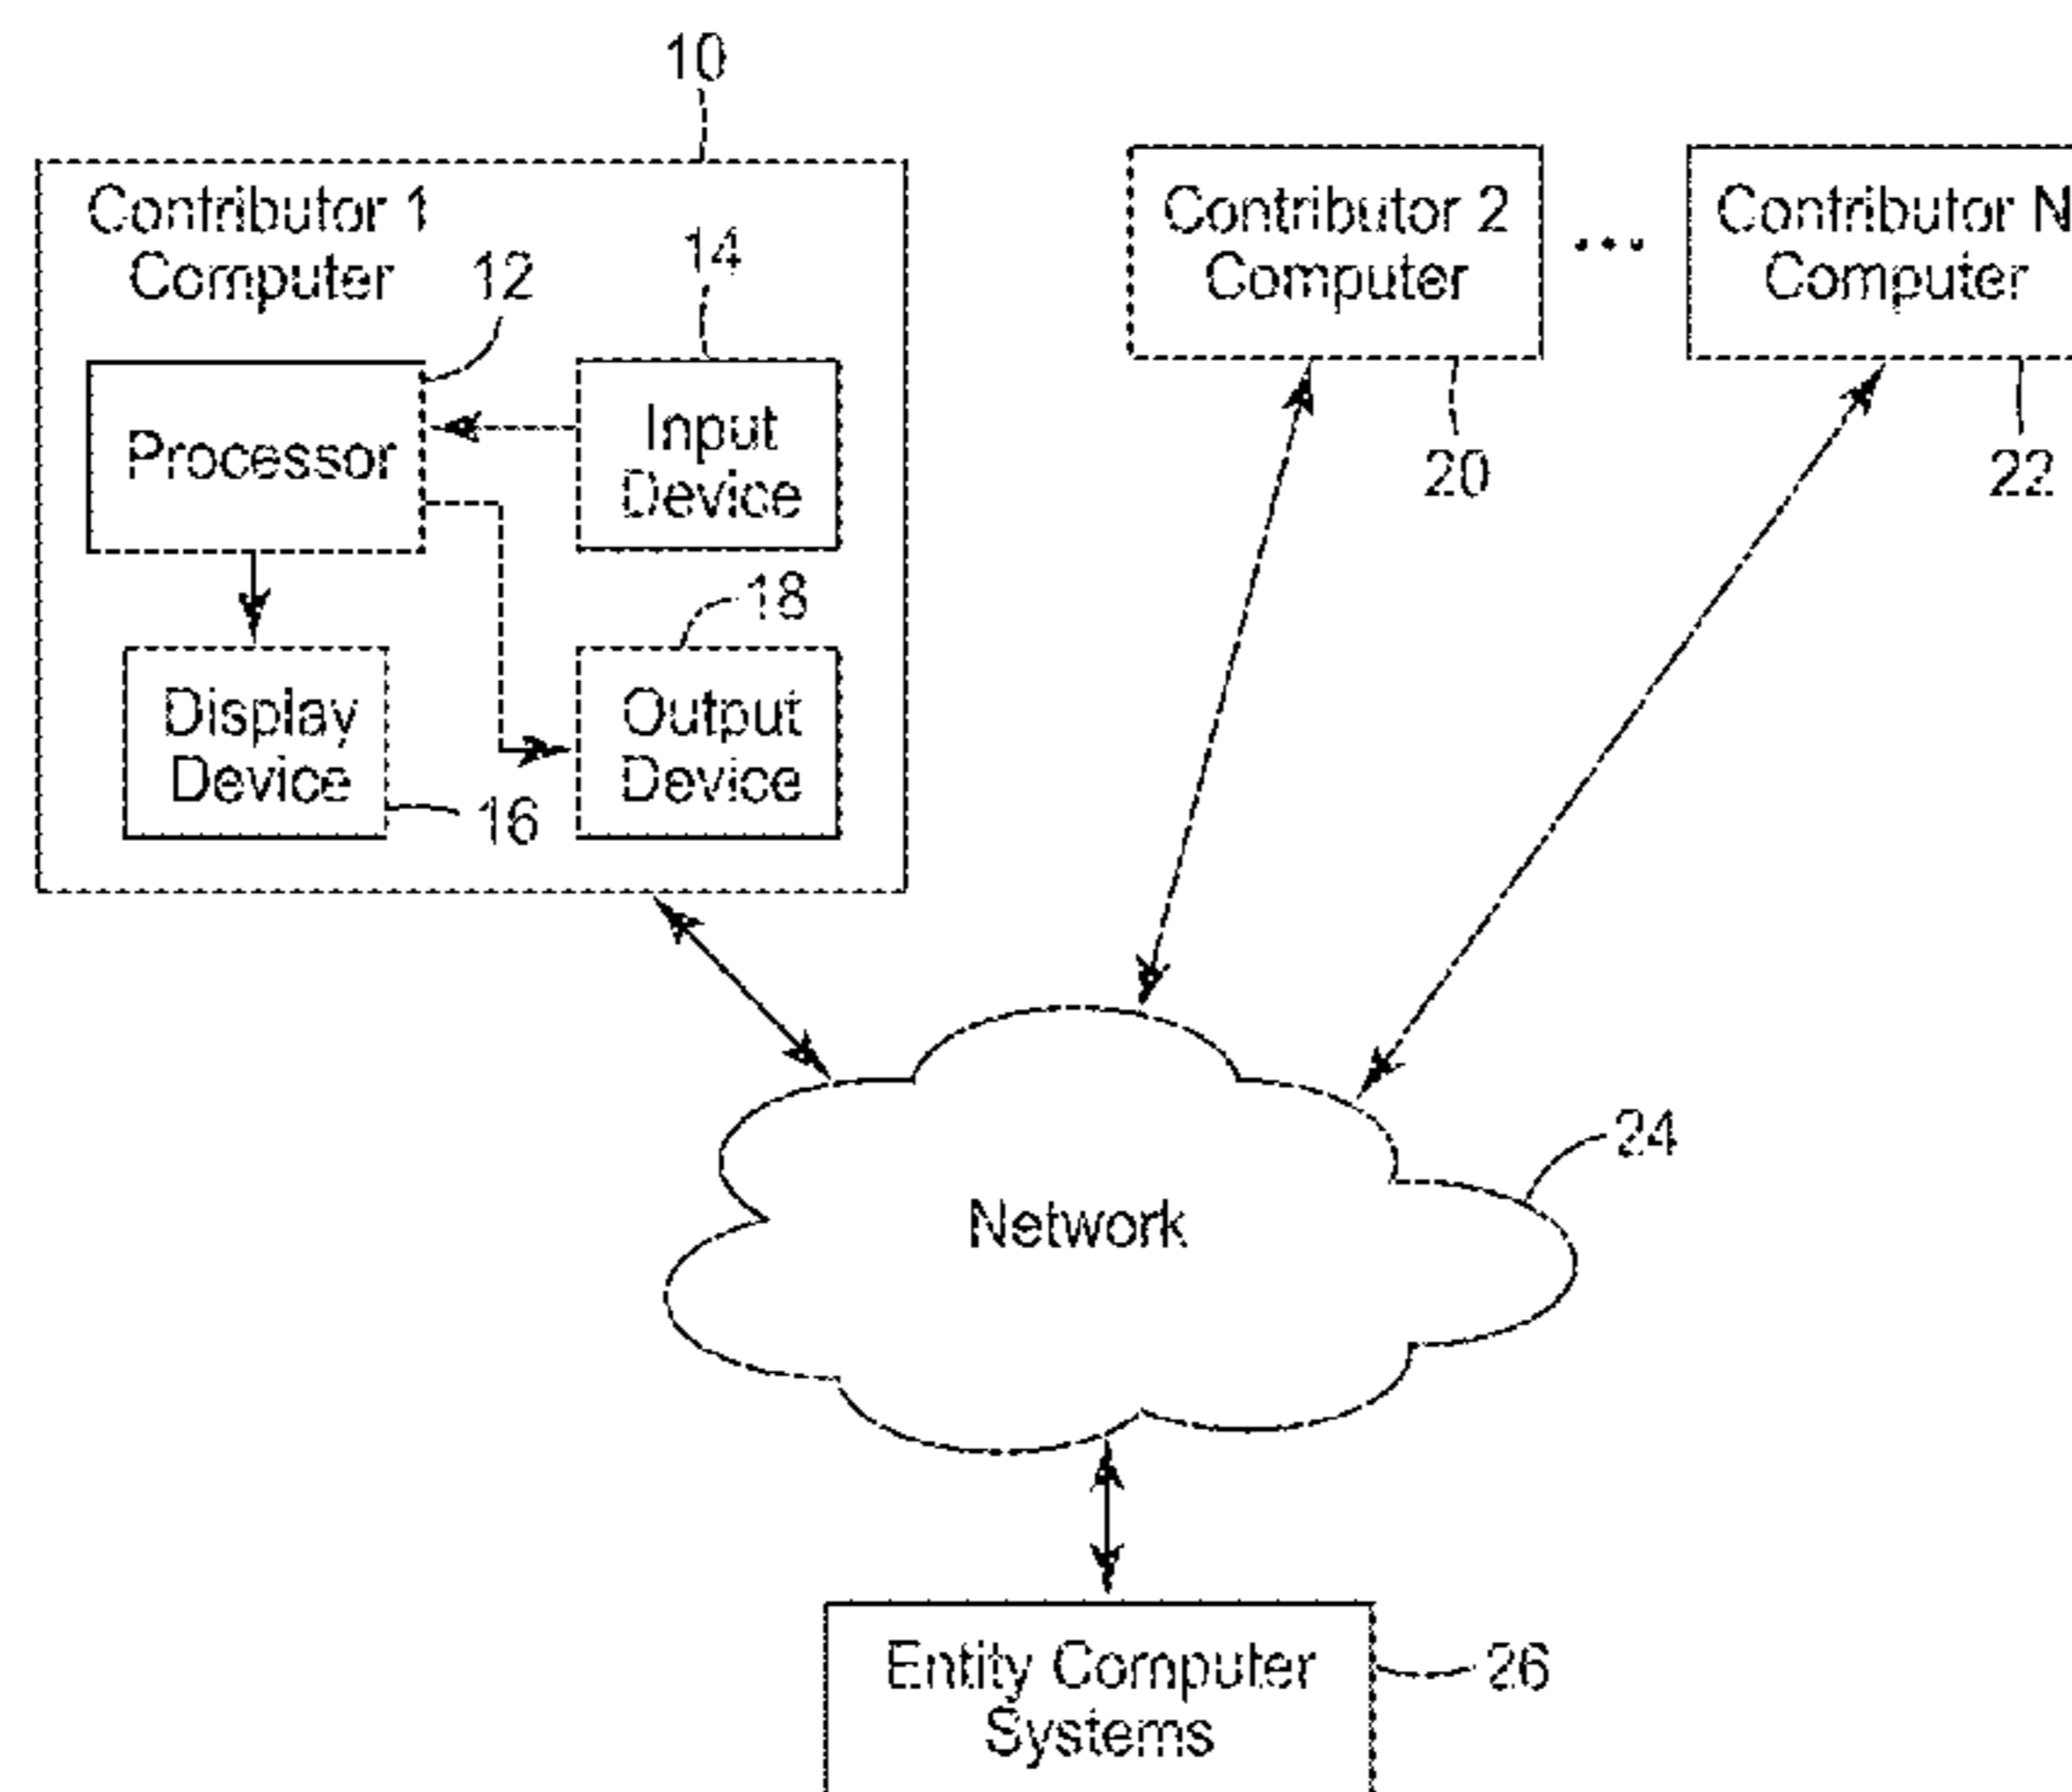 10
Contributor 1
Computer
12
14
Processor
Input
Device
18
Display
Device
16
Output
Device
Contributor 2
Computer
20
...
Contributor N
Computer
22
Network
24
Entity Computer
Systems
26